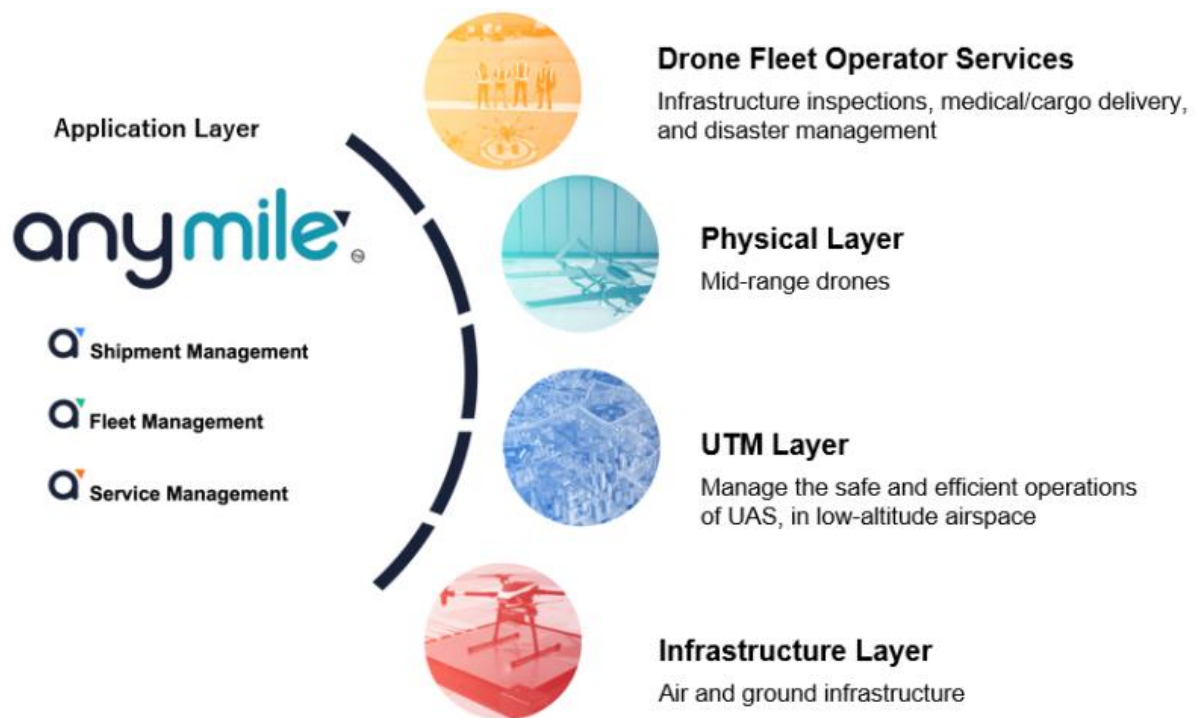 Application Layer
anymile
Shipment Management
Fleet Management
Service Management
Drone Fleet Operator Services
Infrastructure inspections, medical/cargo delivery,
and disaster management
Physical Layer
Mid-range drones
UTM Layer
Manage the safe and efficient operations
of UAS, in low-altitude airspace
Infrastructure Layer
Air and ground infrastructure